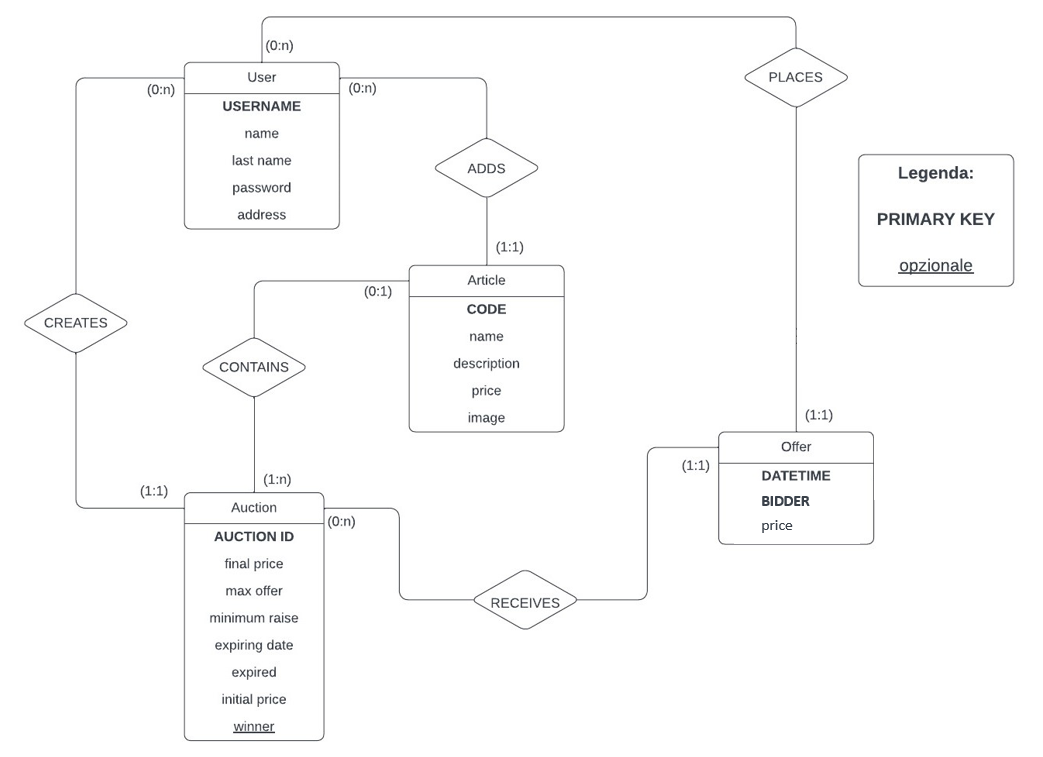 (0:n)
User
(0:n)
(0:n)
USERNAME
name
last name
password
address
PLACES
ADDS
Legenda:
PRIMARY KEY
opzionale
(1:1)
Article
(0:1)
CODE
name
description
price
image
CREATES
CONTAINS
(1:1)
Offer
(1:1)
DATETIME
BIDDER
price
(1:n)
(1:1)
Auction
(0:n)
AUCTION ID
final price
max offer
minimum raise
expiring date
expired
initial price
winner
RECEIVES